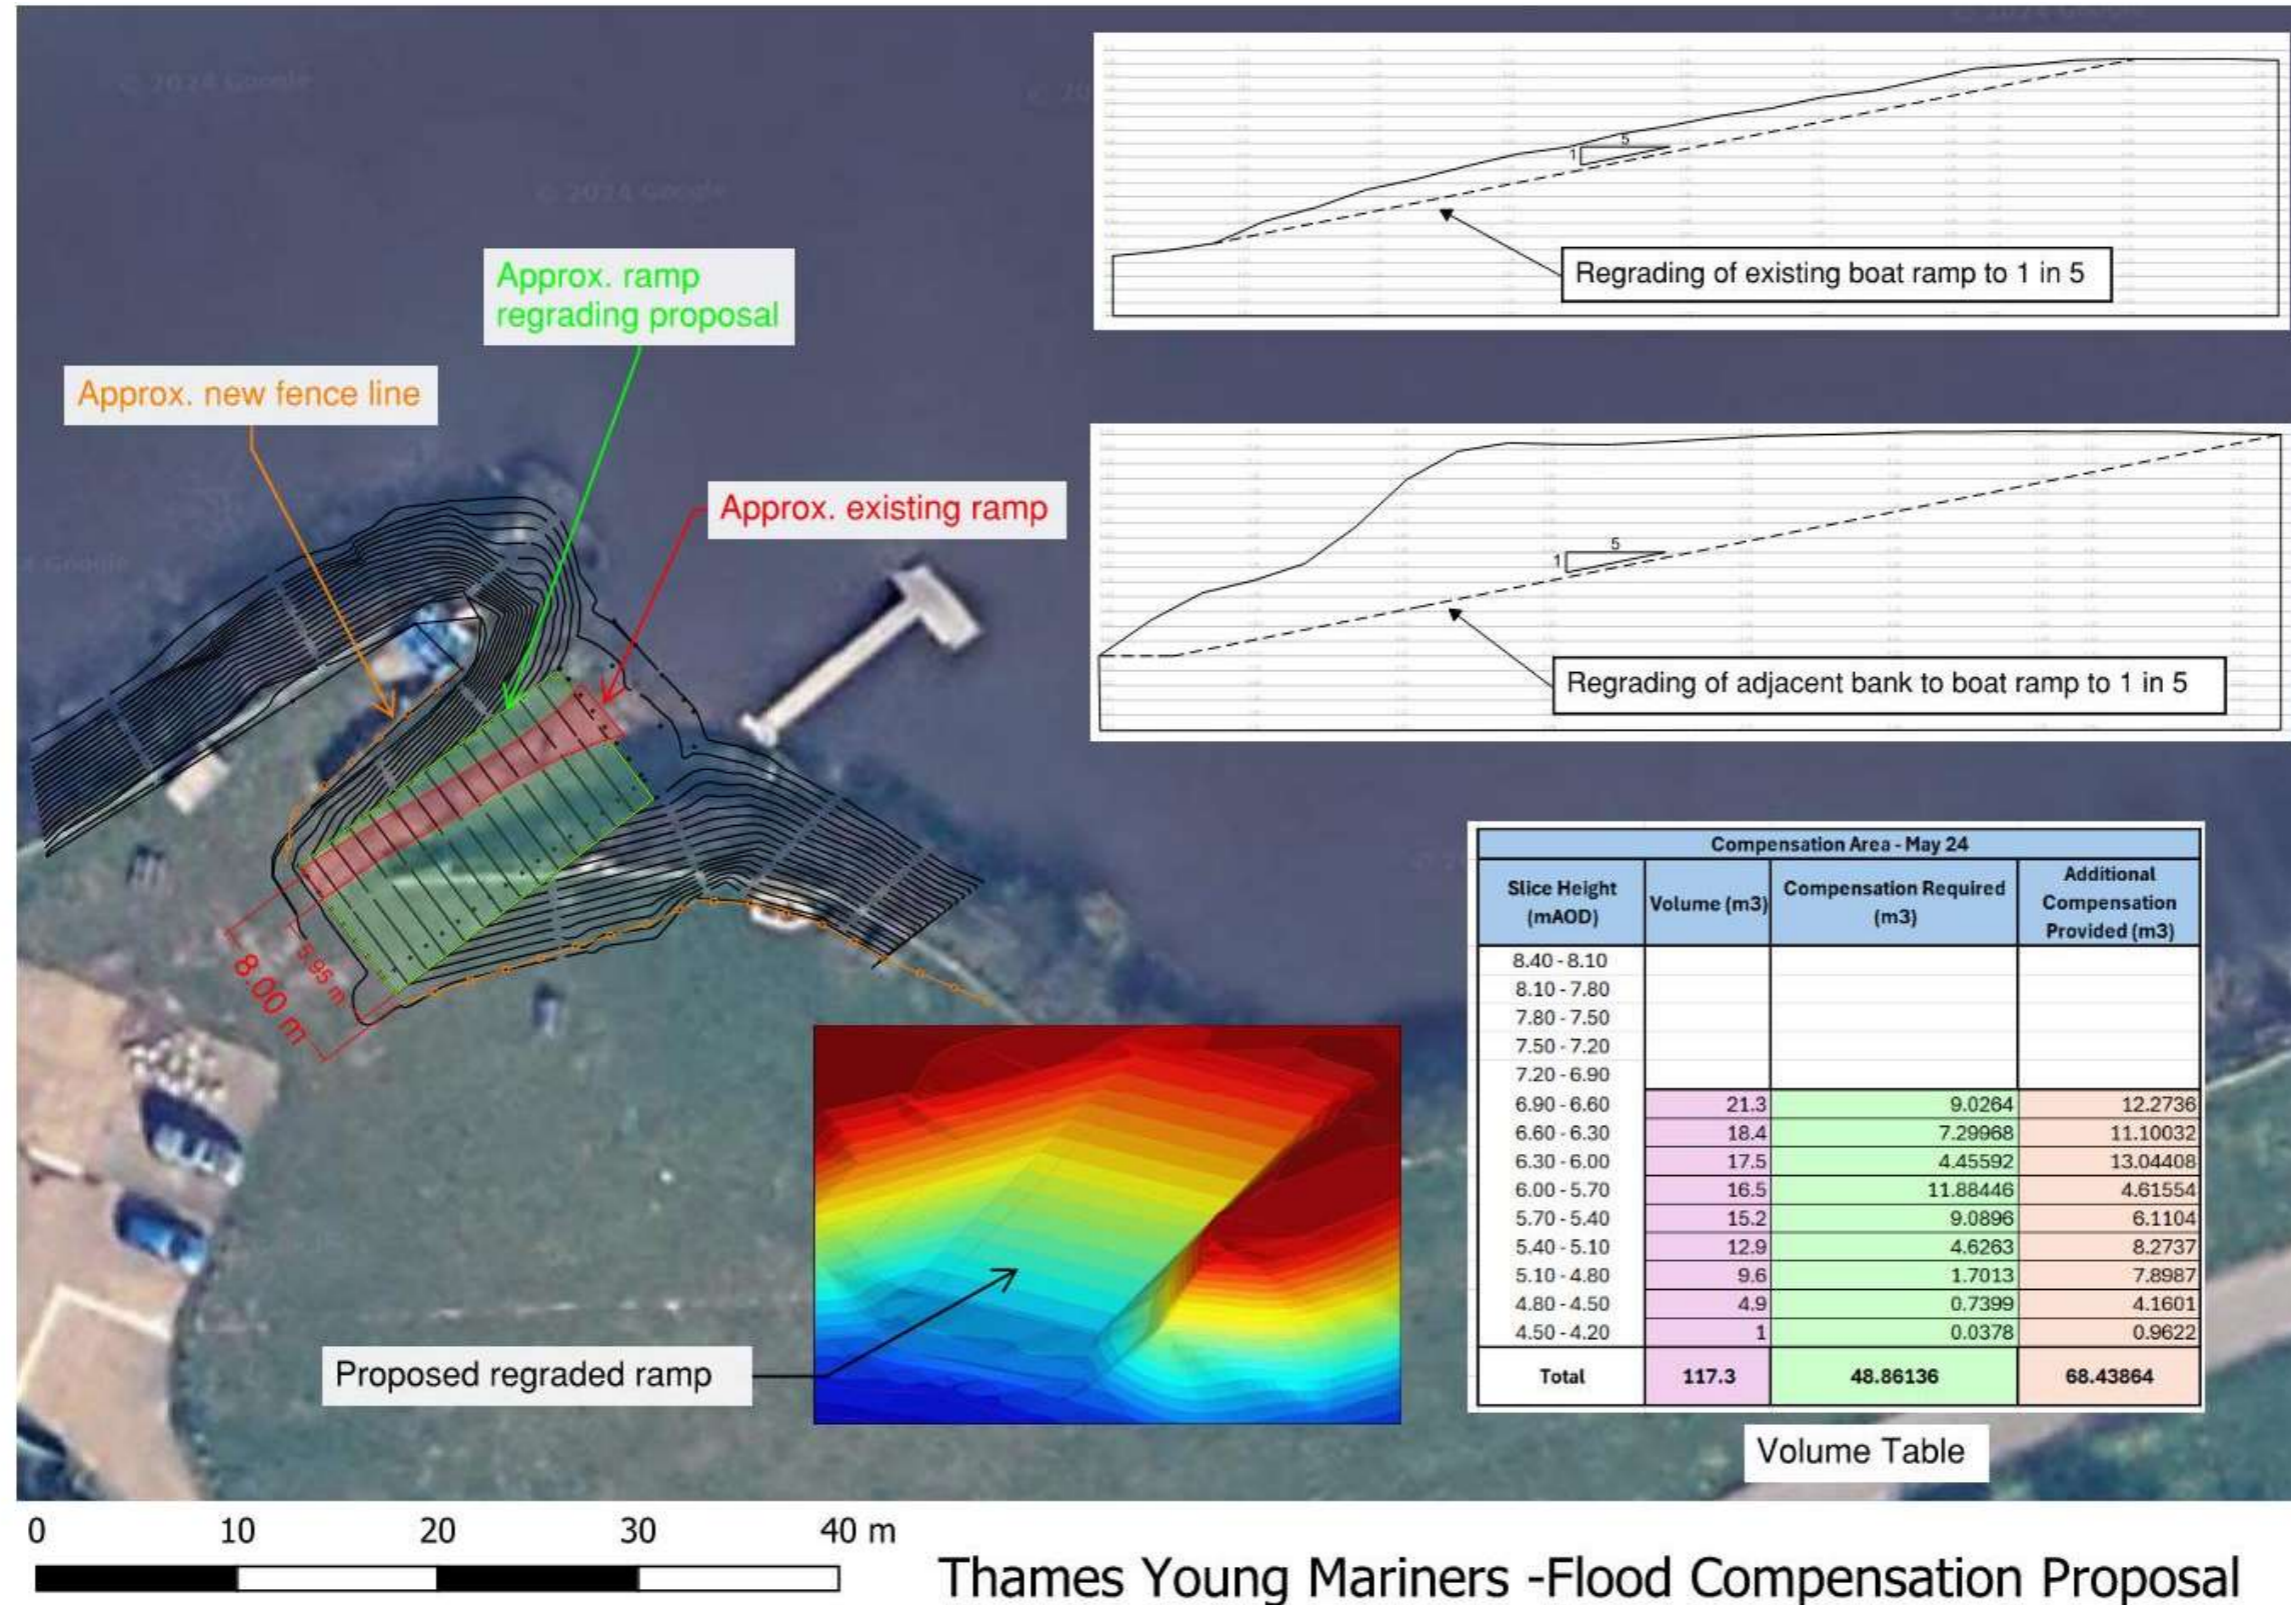 © 2024 Google
© 2024 Google
Approx. ramp
regrading proposal
Approx. new fence line
Approx. existing ramp
5.95 m
8.00 m
1
5
Regrading of existing boat ramp to 1 in 5
1
5
Regrading of adjacent bank to boat ramp to 1 in 5
Compensation Area - May 24
Slice Height (mAOD) Volume (m3) Compensation Required (m3) Additional Compensation Provided (m3)
8.40 - 8.10
8.10 - 7.80
7.80 - 7.50
7.50 - 7.20
7.20 - 6.90
6.90 - 6.60 21.3 9.0264 12.2736
6.60 - 6.30 18.4 7.29968 11.10032
6.30 - 6.00 17.5 4.45592 13.04408
6.00 - 5.70 16.5 11.88446 4.61554
5.70 - 5.40 15.2 9.0896 6.1104
5.40 - 5.10 12.9 4.6263 8.2737
5.10 - 4.80 9.6 1.7013 7.8987
4.80 - 4.50 4.9 0.7399 4.1601
4.50 - 4.20 1 0.0378 0.9622
Total 117.3 48.86136 68.43864
Volume Table
Proposed regraded ramp
0 10 20 30 40 m
Thames Young Mariners -Flood Compensation Proposal